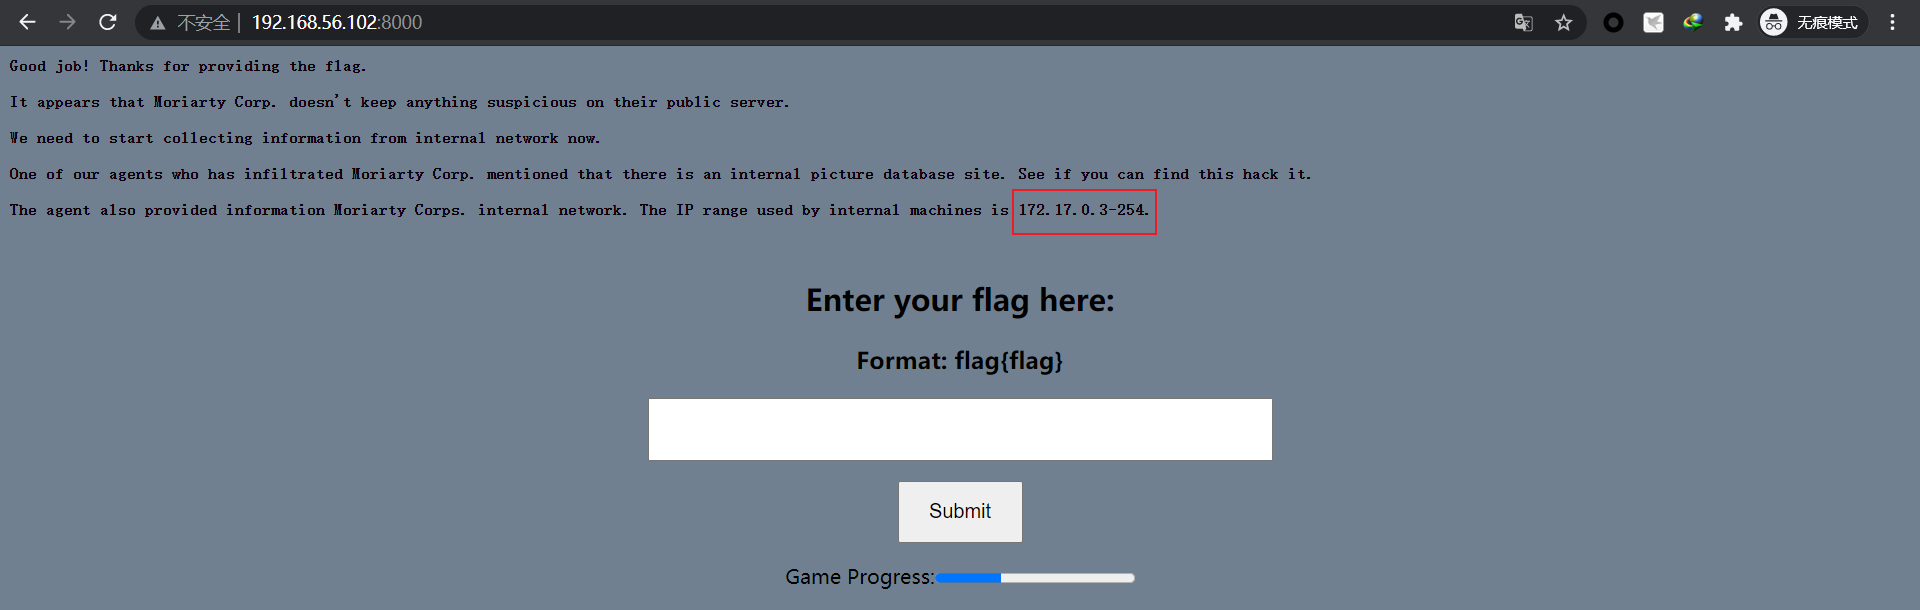 不安全 | 192.168.56.102:8000
无痕模式
Good job! Thanks for providing the flag.
It appears that Moriarty Corp. doesn't keep anything suspicious on their public server.
We need to start collecting information from internal network now.
One of our agents who has infiltrated Moriarty Corp. mentioned that there is an internal picture database site. See if you can find this hack it.
The agent also provided information Moriarty Corps. internal network. The IP range used by internal machines is 172.17.0.3-254.
Enter your flag here:
Format: flag{flag}
Submit
Game Progress: